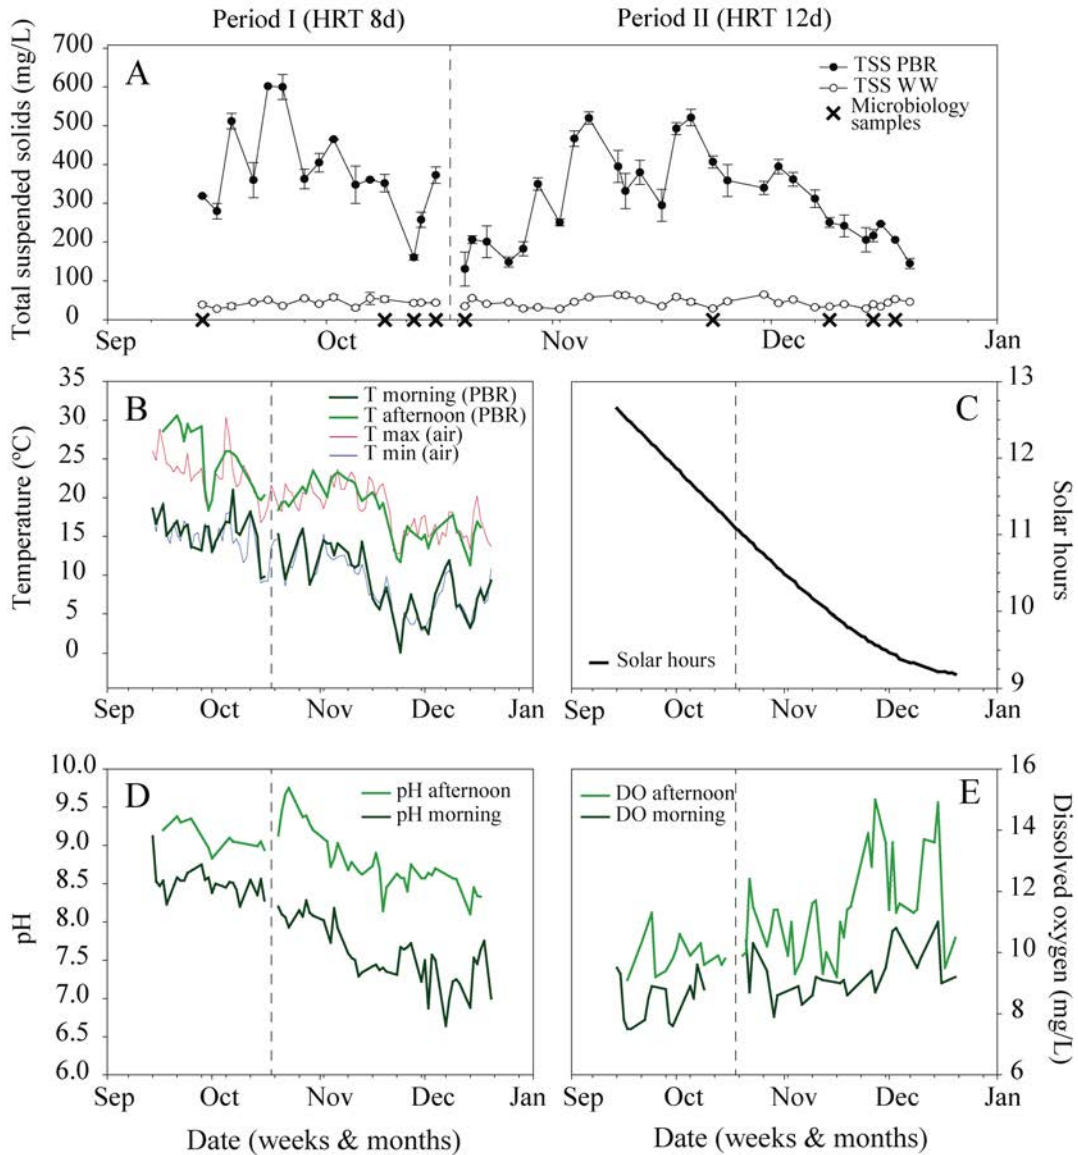 Period I (HRT 8d)
Period II (HRT 12d)
Total suspended solids (mg/L)
700
600
500
400
300
200
100
0
A
TSS PBR
TSS WW
Microbiology
samples
Sep
Oct
Nov
Dec
Jan
Temperature (ºC)
35
30
25
20
15
10
5
0
B
T morning (PBR)
T afternoon (PBR)
T max (air)
T min (air)
Sep
Oct
Nov
Dec
Jan
C
Solar hours
13
12
11
10
9
Solar hours
Sep
Oct
Nov
Dec
Jan
pH
10.0
9.5
9.0
8.5
8.0
7.5
7.0
6.5
6.0
D
pH afternoon
pH morning
Sep
Oct
Nov
Dec
Jan
Date (weeks & months)
DO afternoon
DO morning
E
16
14
12
10
8
6
Dissolved oxygen (mg/L)
Sep
Oct
Nov
Dec
Jan
Date (weeks & months)